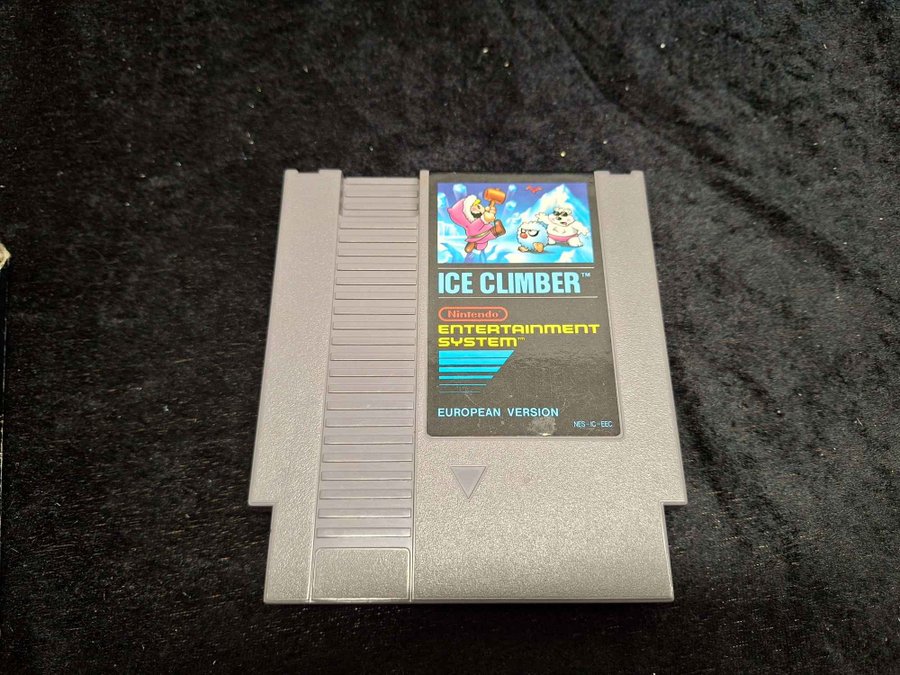 ICE CLIMBER™
Nintendo
ENTERTAINMENT
SYSTEM™
EUROPEAN VERSION
NES-IC-EEC